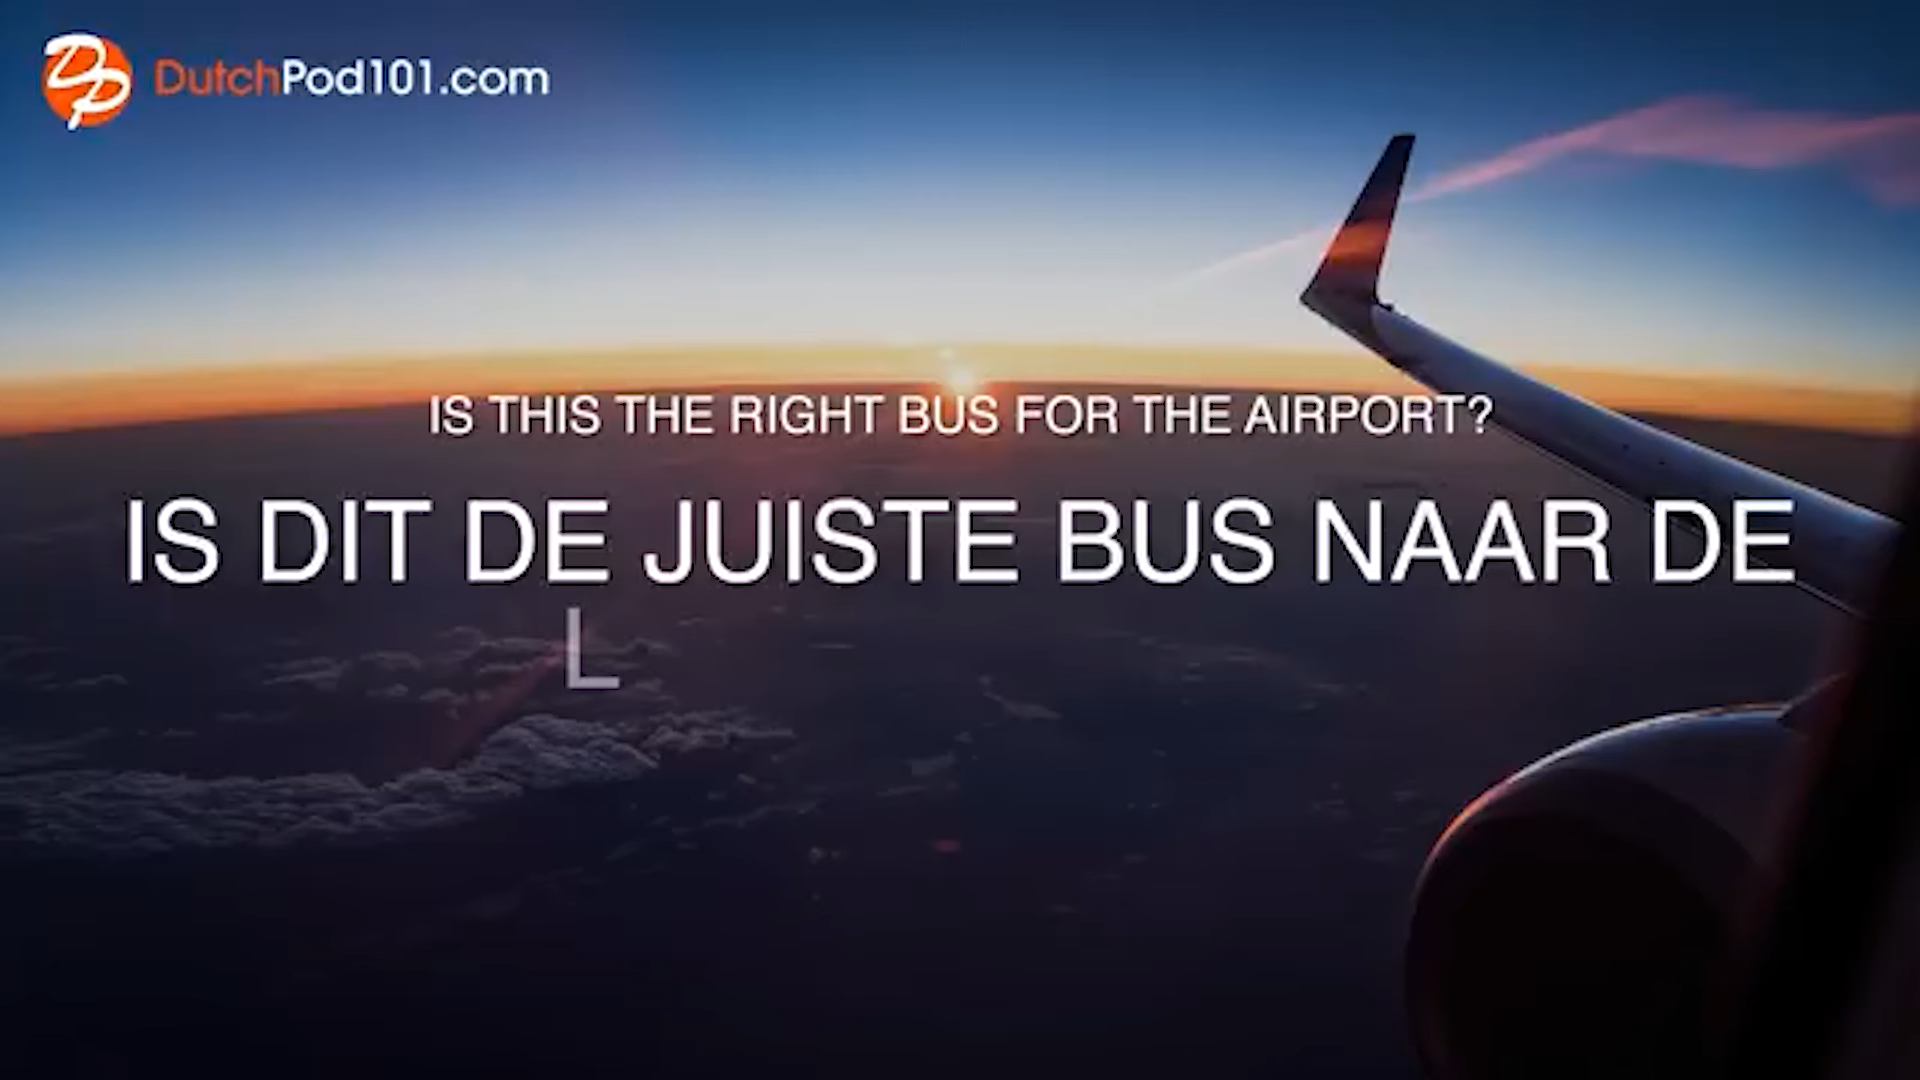 DutchPod101.com
IS THIS THE RIGHT BUS FOR THE AIRPORT?
IS DIT DE JUISTE BUS NAAR DE
L